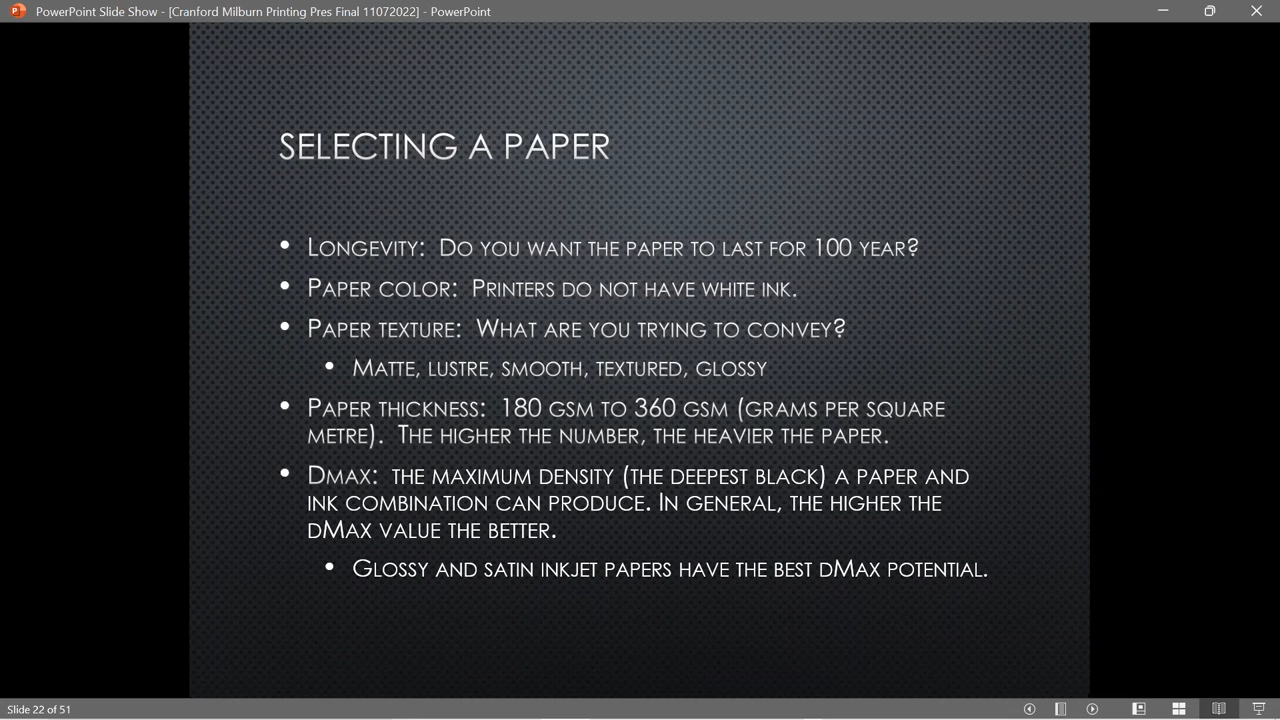 PowerPoint Slide Show - [Cranford Milburn Printing Pres Final 11072022] - PowerPoint
SELECTING A PAPER
• LONGEVITY: DO YOU WANT THE PAPER TO LAST FOR 100 YEAR?
• PAPER COLOR: PRINTERS DO NOT HAVE WHITE INK.
• PAPER TEXTURE: WHAT ARE YOU TRYING TO CONVEY?
• MATTE, LUSTRE, SMOOTH, TEXTURED, GLOSSY
• PAPER THICKNESS: 180 GSM TO 360 GSM (GRAMS PER SQUARE
METRE). THE HIGHER THE NUMBER, THE HEAVIER THE PAPER.
• DMAX: THE MAXIMUM DENSITY (THE DEEPEST BLACK) A PAPER AND
INK COMBINATION CAN PRODUCE. IN GENERAL, THE HIGHER THE
DMAX VALUE THE BETTER.
• GLOSSY AND SATIN INKJET PAPERS HAVE THE BEST DMAX POTENTIAL.
Slide 22 of 51